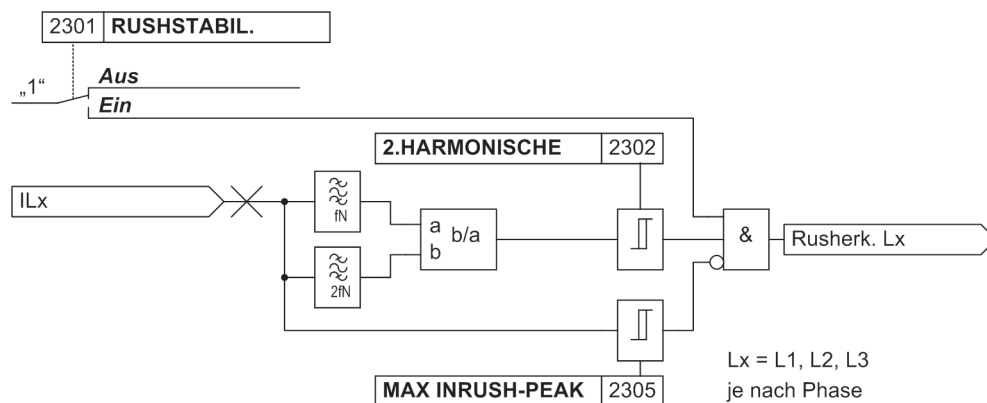 2301 RUSHSTABIL.
„1“
Aus
Ein
2.HARMONISCHE 2302
ILx
fN
a
b
b/a
2fN
&
Rusherk. Lx
MAX INRUSH-PEAK 2305
Lx = L1, L2, L3
je nach Phase